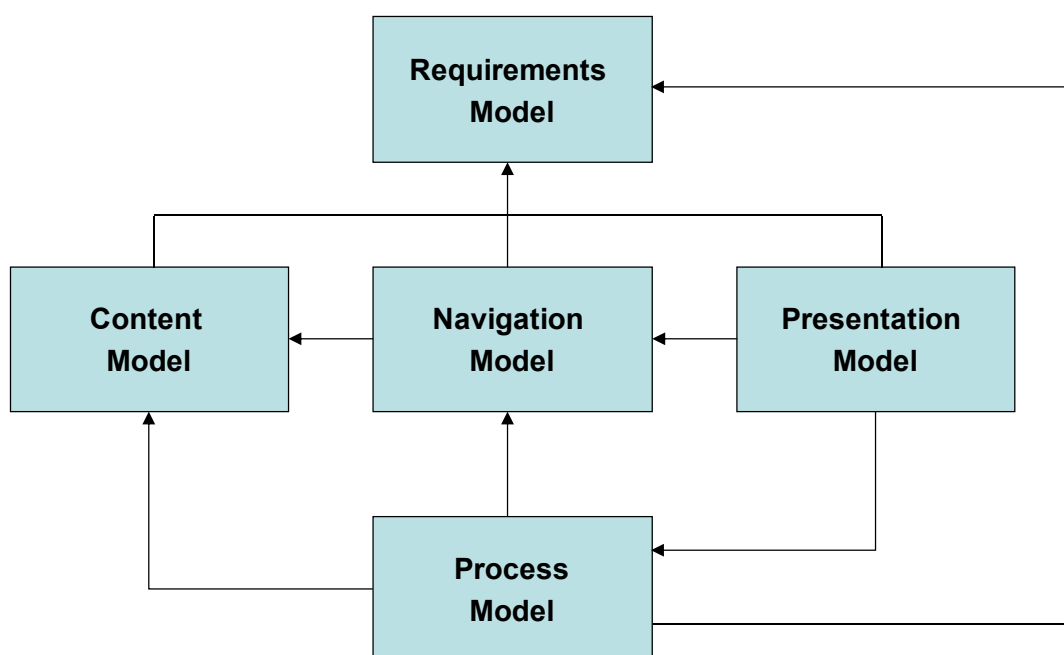 Requirements
Model
Content
Model
Navigation
Model
Presentation
Model
Process
Model